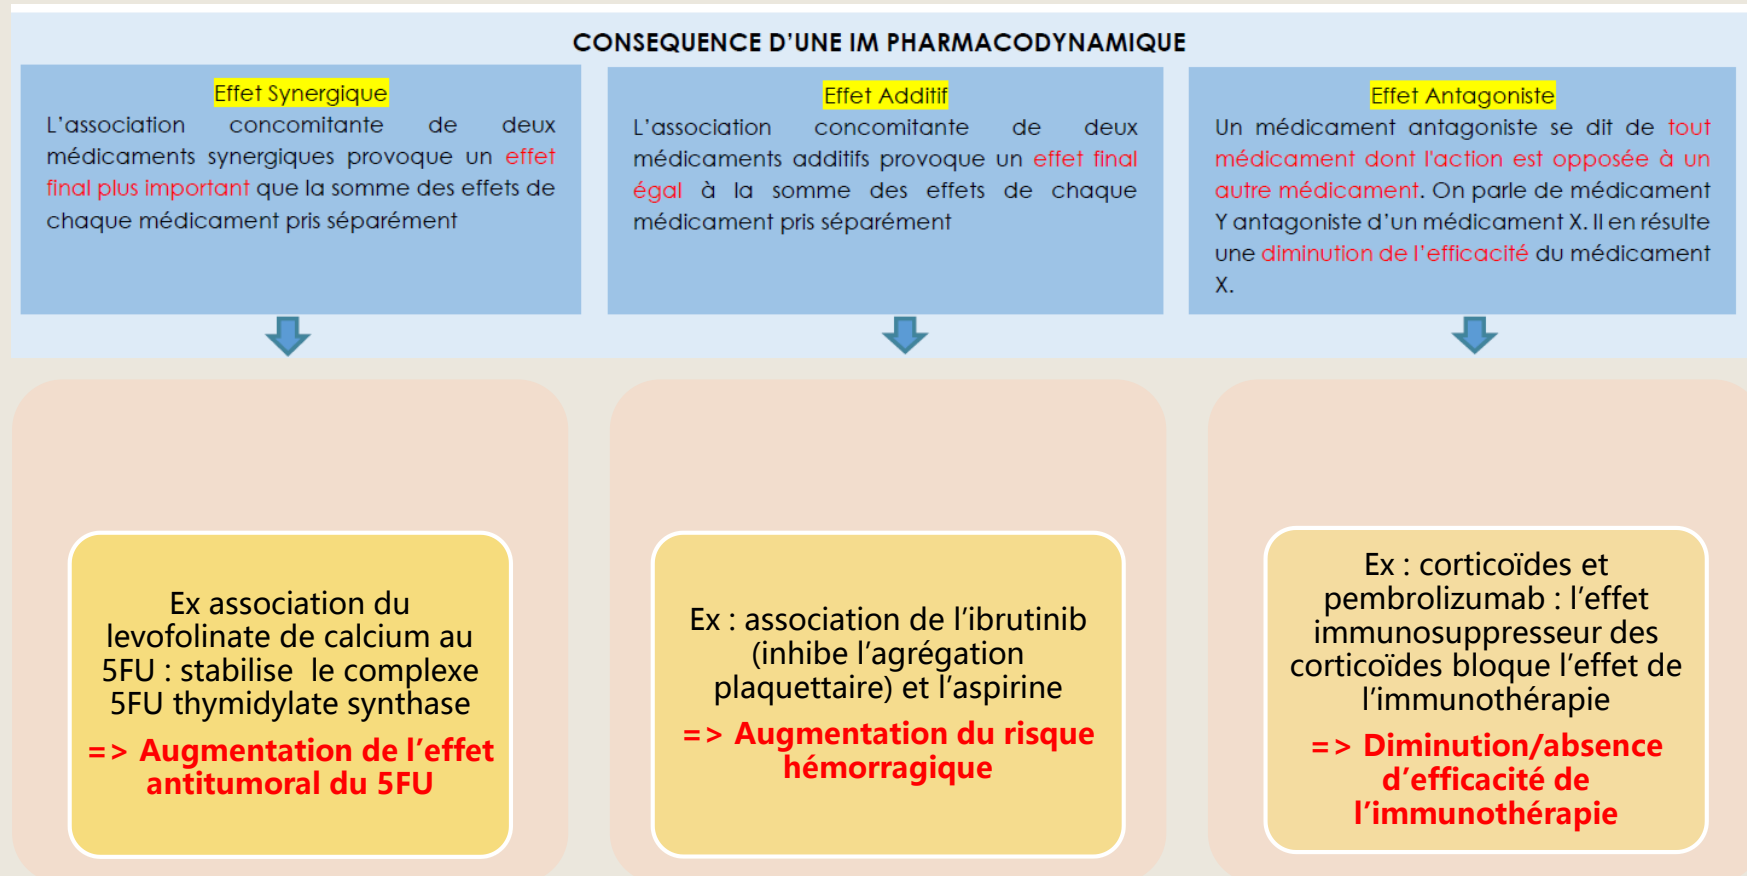 CONSEQUENCE D'UNE IM PHARMACODYNAMIQUE
Effet Synergique
L'association concomitante de deux
médicaments synergiques provoque un effet
final plus important que la somme des effets de
chaque médicament pris séparément
Effet Additif
L'association concomitante de deux
médicaments additifs provoque un effet final
égal à la somme des effets de chaque
médicament pris séparément
Effet Antagoniste
Un médicament antagoniste se dit de tout
médicament dont l'action est opposée à un
autre médicament. On parle de médicament
Y antagoniste d'un médicament X. Il en résulte
une diminution de l'efficacité du médicament
X.
Ex association du
levofolinate de calcium au
5FU : stabilise le complexe
5FU thymidylate synthase
=> Augmentation de l'effet
antitumoral du 5FU
Ex : association de l'ibrutinib
(inhibe l'agrégation
plaquettaire) et l'aspirine
=> Augmentation du risque
hémorragique
Ex : corticoïdes et
pembrolizumab : l'effet
immunosuppresseur des
corticoïdes bloque l'effet de
l'immunothérapie
=> Diminution/absence
d'efficacité de
l'immunothérapie